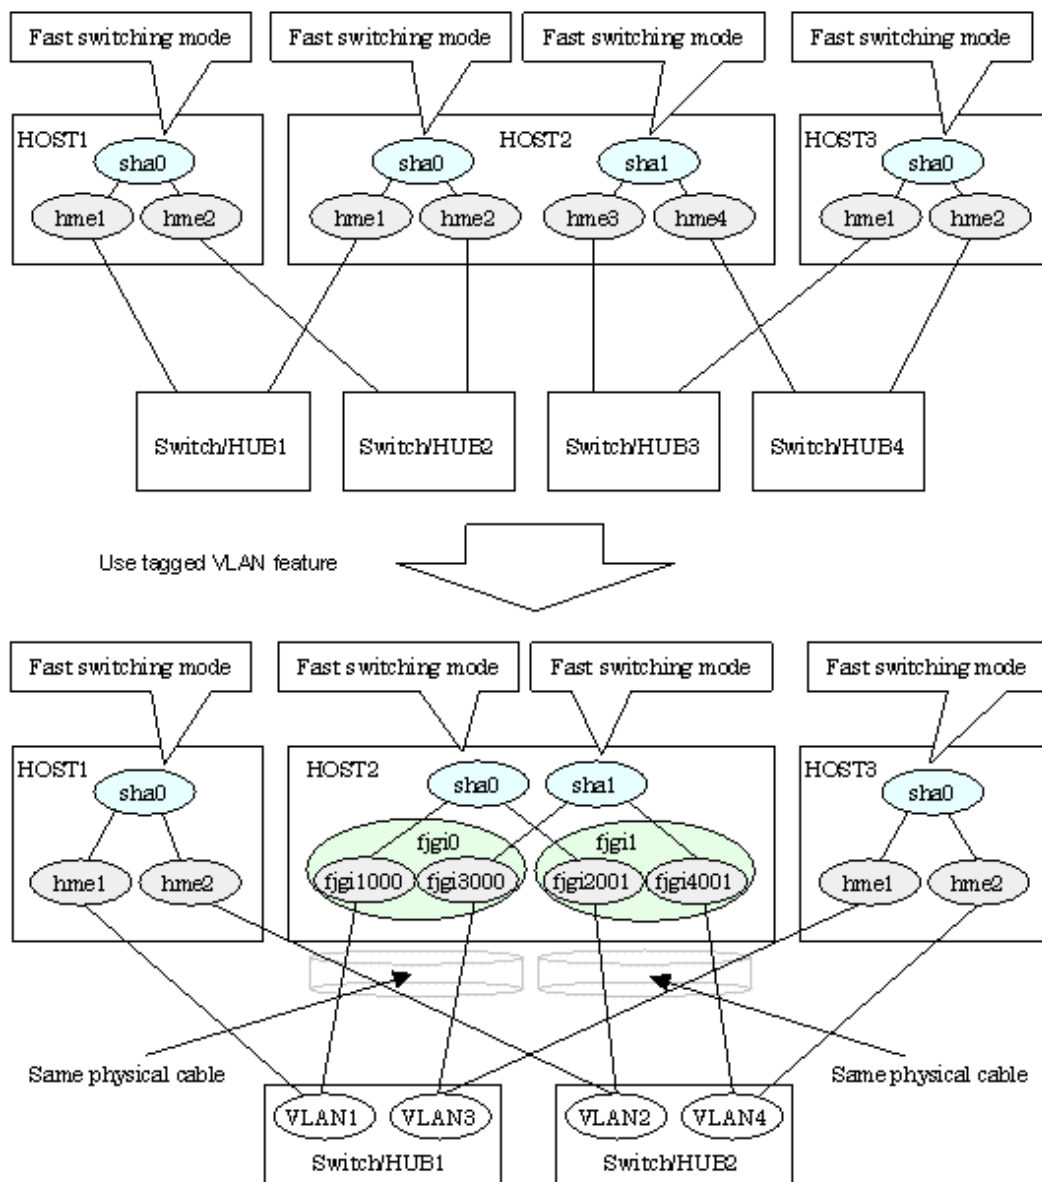 Fast switching mode
Fast switching mode
Fast switching mode
Fast switching mode
HOST1
sha0
hme1
hme2
HOST2
sha0
sha1
hme1
hme2
hme3
hme4
HOST3
sha0
hme1
hme2
Switch/HUB1
Switch/HUB2
Switch/HUB3
Switch/HUB4
Use tagged VLAN feature
Fast switching mode
Fast switching mode
Fast switching mode
Fast switching mode
HOST1
sha0
hme1
hme2
HOST2
sha0
sha1
fjgi0
fjgi1
fjgi1000
fjgi3000
fjgi2001
fjgi4001
HOST3
sha0
hme1
hme2
Same physical cable
Same physical cable
VLAN1
VLAN3
Switch/HUB1
VLAN2
VLAN4
Switch/HUB2